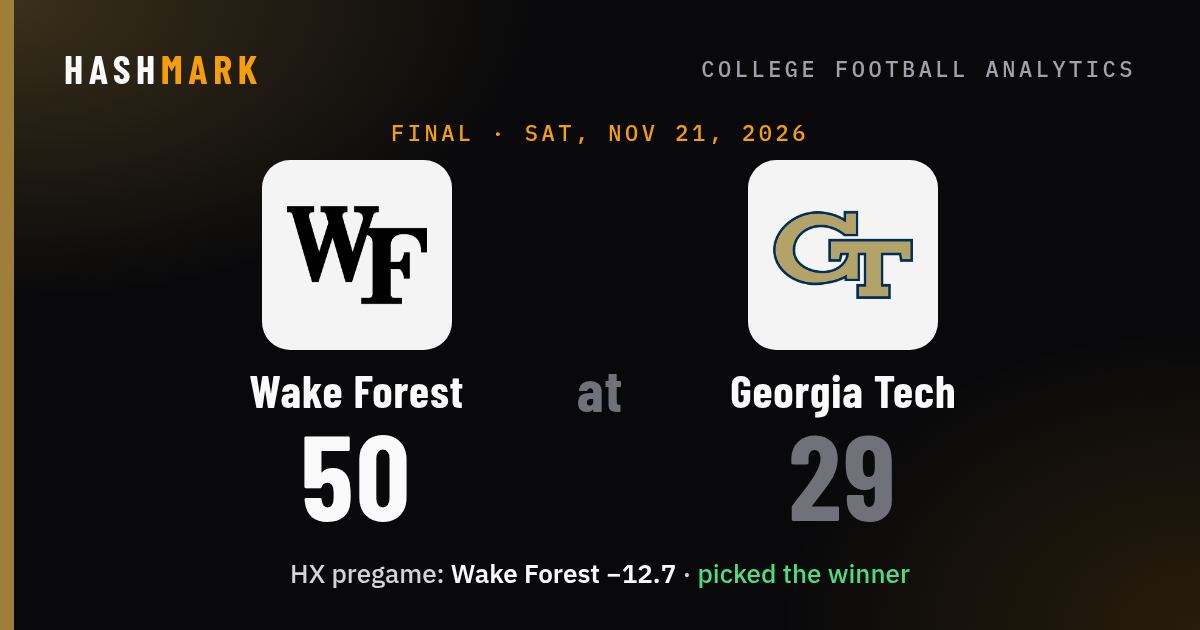 HASHMARK
COLLEGE FOOTBALL ANALYTICS
FINAL · SAT, NOV 21, 2026
WF
GT
Wake Forest
at
Georgia Tech
50
29
HX pregame: Wake Forest −12.7 · picked the winner